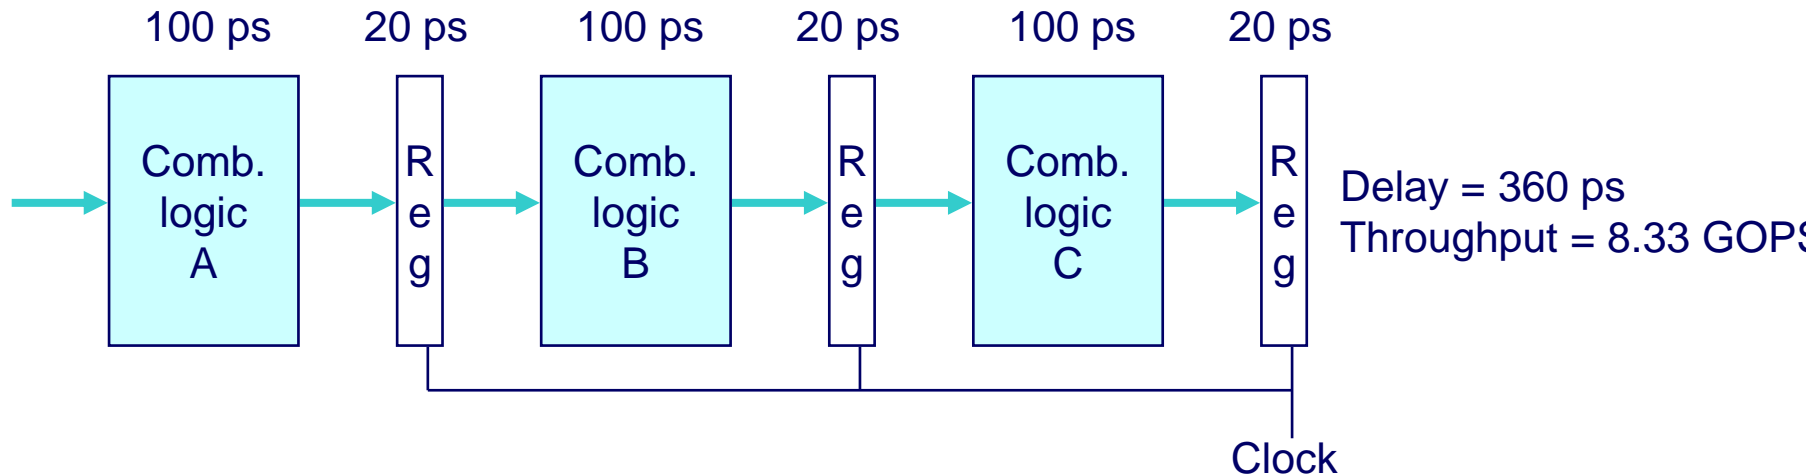 100 ps 20 ps 100 ps 20 ps 100 ps 20 ps
Comb.
logic
A
R
e
g
Comb.
logic
B
R
e
g
Comb.
logic
C
R
e
g
Delay = 360 ps
Throughput = 8.33 GOPS
Clock